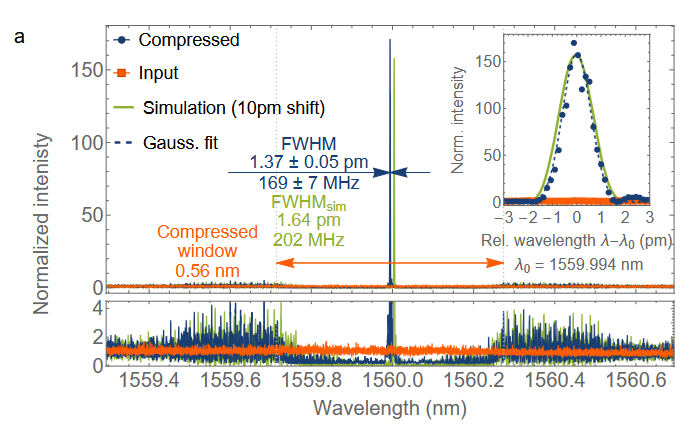 a
Compressed
Input
Simulation (10pm shift)
Gauss. fit
FWHM
1.37 ± 0.05 pm
169 ± 7 MHz
FWHMsim
1.64 pm
202 MHz
Compressed
window
0.56 nm
Normalized intenisty
150
100
50
0
4
2
0
1559.4 1559.6 1559.8 1560.0 1560.2 1560.4 1560.6
Wavelength (nm)
Norm. intensity
150
100
50
0
−3 −2 −1 0 1 2 3
Rel. wavelength λ−λ0 (pm)
λ0 = 1559.994 nm